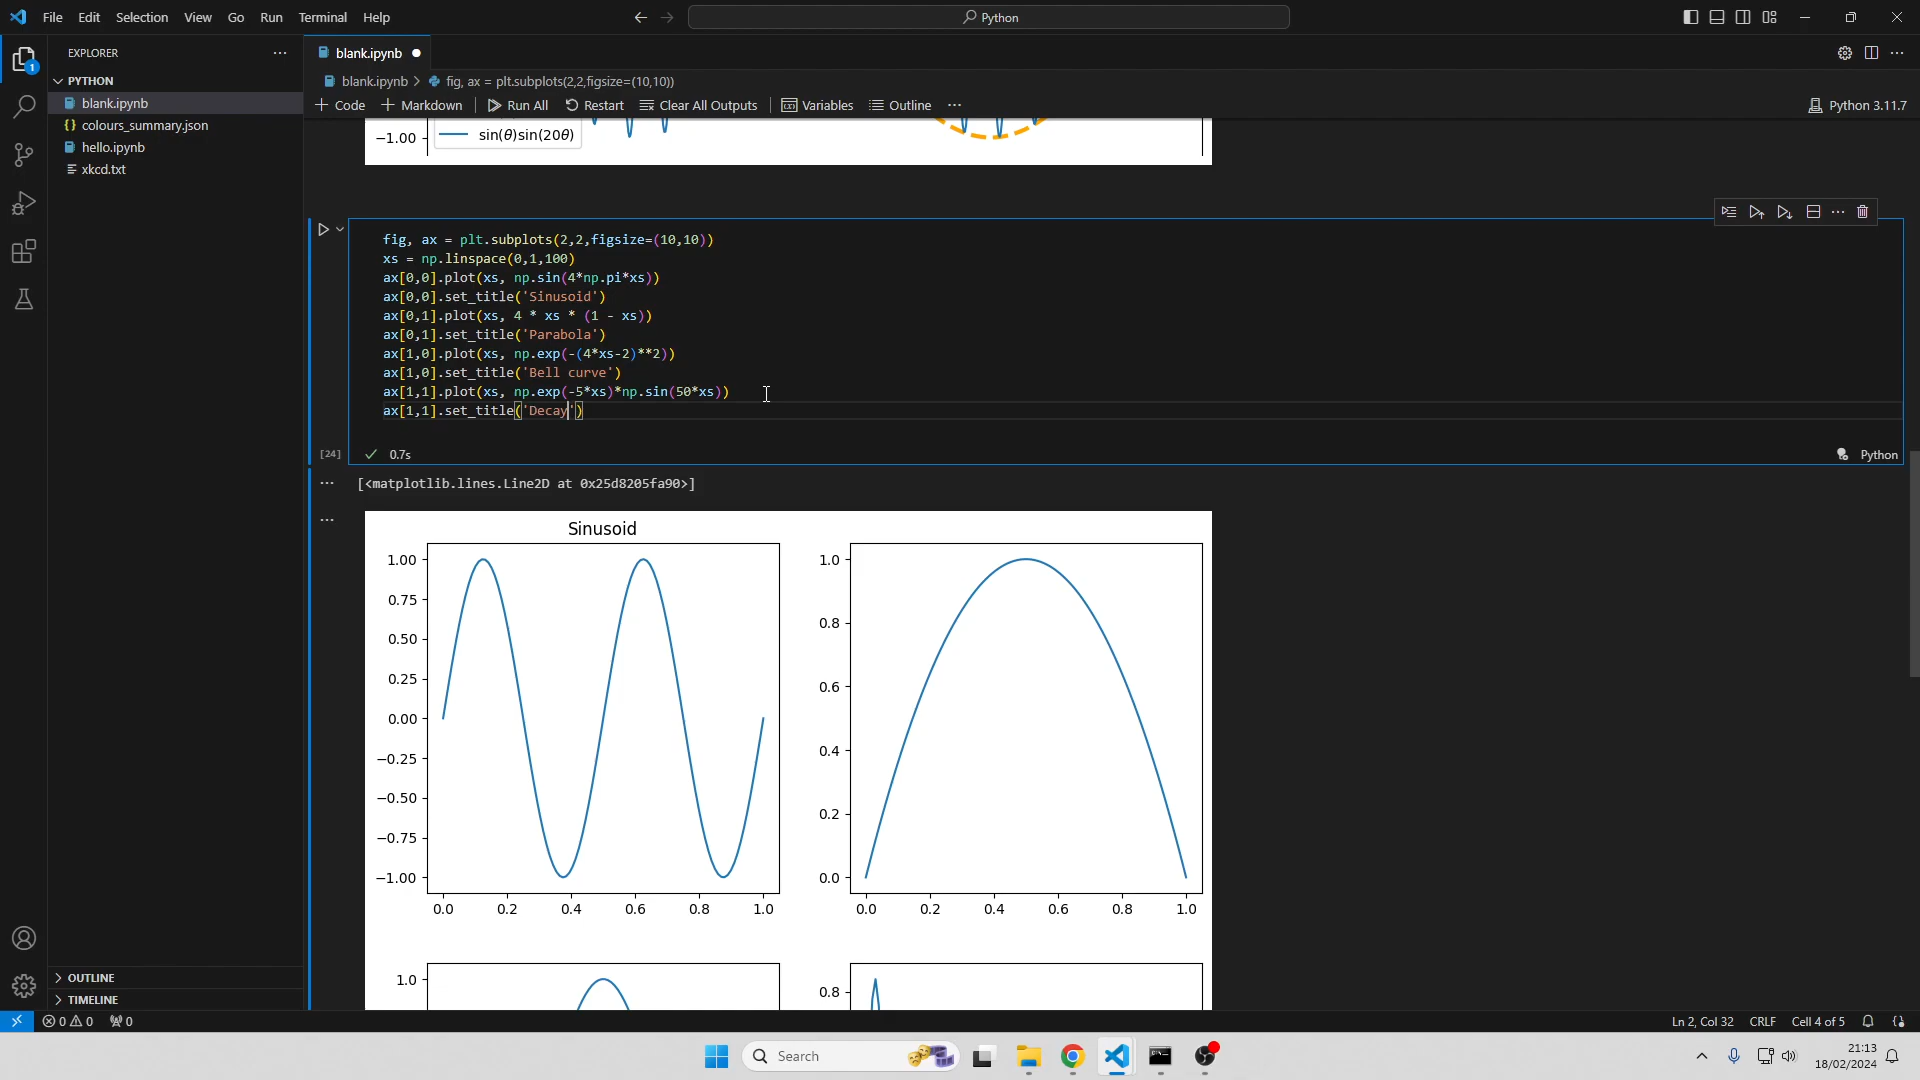 File Edit Selection View Go Run Terminal Help
Python
EXPLORER
PYTHON
blank.ipynb
colours_summary.json
hello.ipynb
xkcd.txt
OUTLINE
TIMELINE
1
blank.ipynb
blank.ipynb > fig, ax = plt.subplots(2,2,figsize=(10,10))
+ Code + Markdown Run All Restart Clear All Outputs Variables Outline ...
Python 3.11.7
−1.00
sin(θ)sin(20θ)
fig, ax = plt.subplots(2,2,figsize=(10,10))
xs = np.linspace(0,1,100)
ax[0,0].plot(xs, np.sin(4*np.pi*xs))
ax[0,0].set_title('Sinusoid')
ax[0,1].plot(xs, 4 * xs * (1 - xs))
ax[0,1].set_title('Parabola')
ax[1,0].plot(xs, np.exp(-(4*xs-2)**2))
ax[1,0].set_title('Bell curve')
ax[1,1].plot(xs, np.exp(-5*xs)*np.sin(50*xs))
ax[1,1].set_title('Decay')
[24] 0.7s
Python
[<matplotlib.lines.Line2D at 0x25d8205fa90>]
Sinusoid
1.00
0.75
0.50
0.25
0.00
−0.25
−0.50
−0.75
−1.00
0.0 0.2 0.4 0.6 0.8 1.0
1.0
0.8
0.6
0.4
0.2
0.0
0.0 0.2 0.4 0.6 0.8 1.0
1.0
0.8
0 0 0
Ln 2, Col 32 CRLF Cell 4 of 5
Search
21:13
18/02/2024